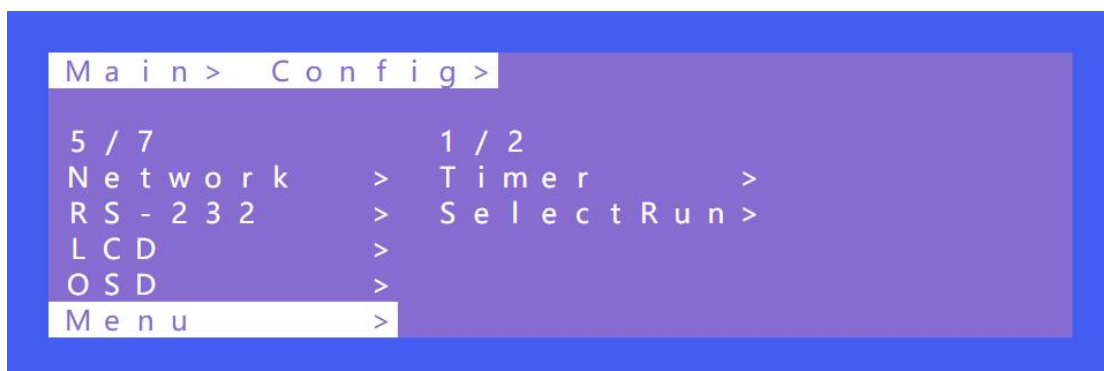 Main> Config>
5/7 1/2
Network > Timer >
RS-232 > SelectRun>
LCD >
OSD >
Menu >